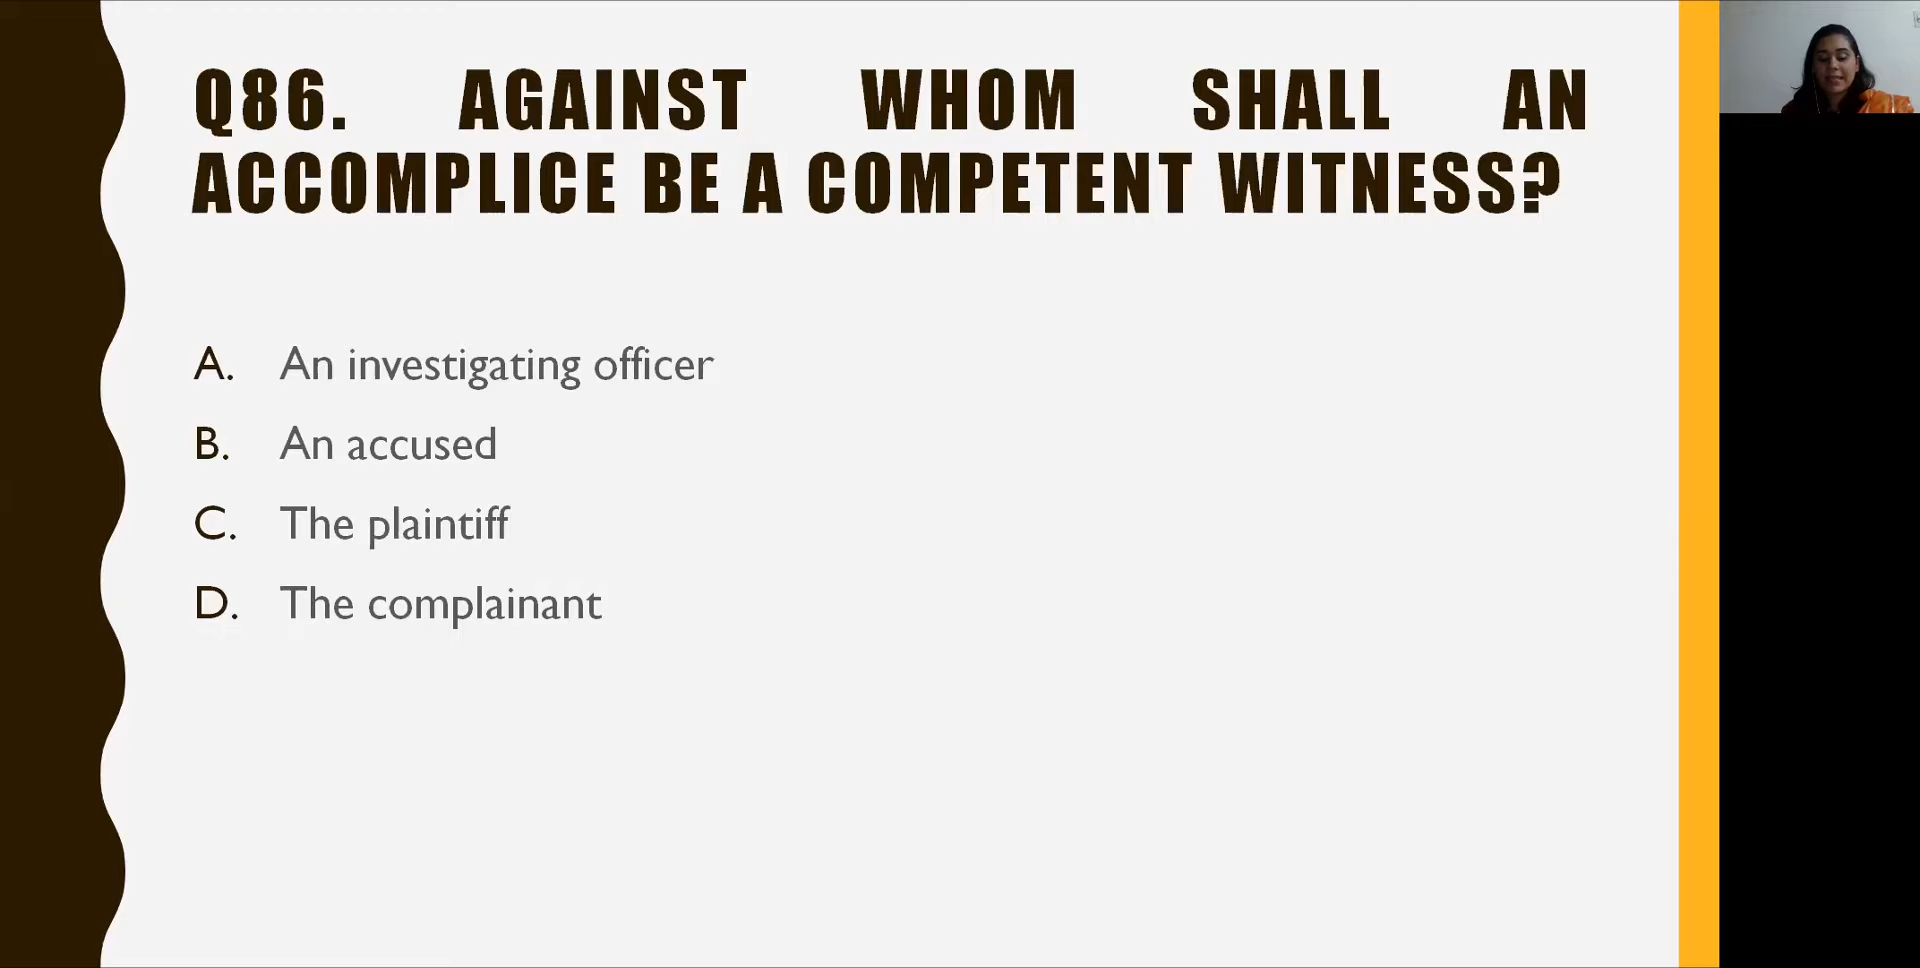 Q86. AGAINST WHOM SHALL AN
ACCOMPLICE BE A COMPETENT WITNESS?
A. An investigating officer
B. An accused
C. The plaintiff
D. The complainant